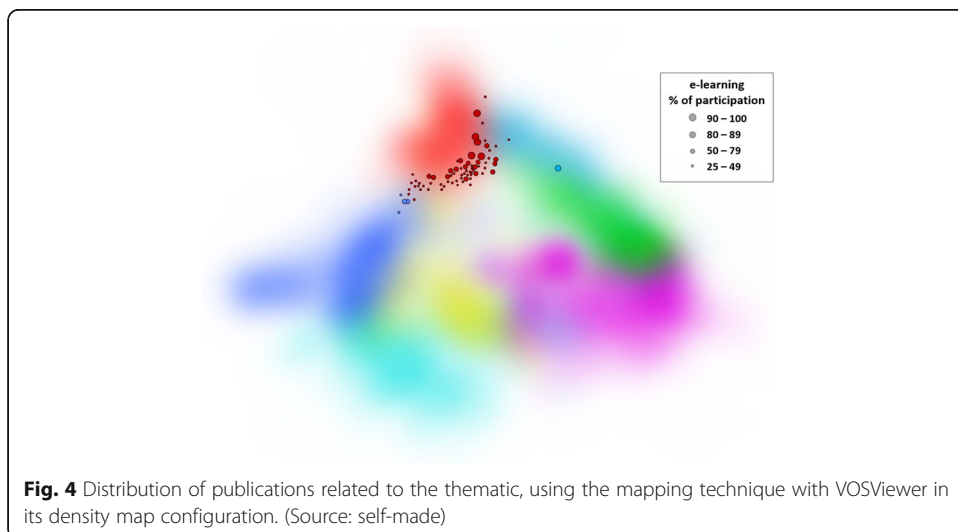 e-learning
% of participation
90 – 100
80 – 89
50 – 79
25 – 49
Fig. 4 Distribution of publications related to the thematic, using the mapping technique with VOSViewer in
its density map configuration. (Source: self-made)